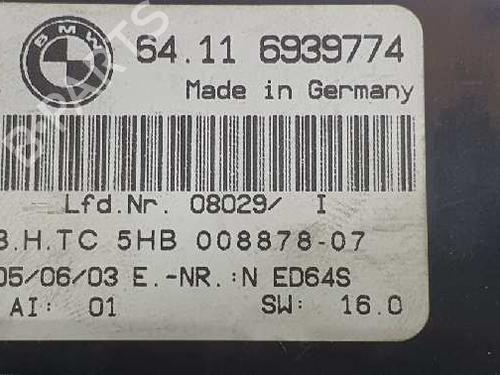 BMW
64.11 6939774
Made in Germany
Lfd.Nr. 08029/ I
B.H.TC 5HB 008878-07
05/06/03 E.-NR.:N ED64S
AI: 01 SW: 16.0
B-PARTS